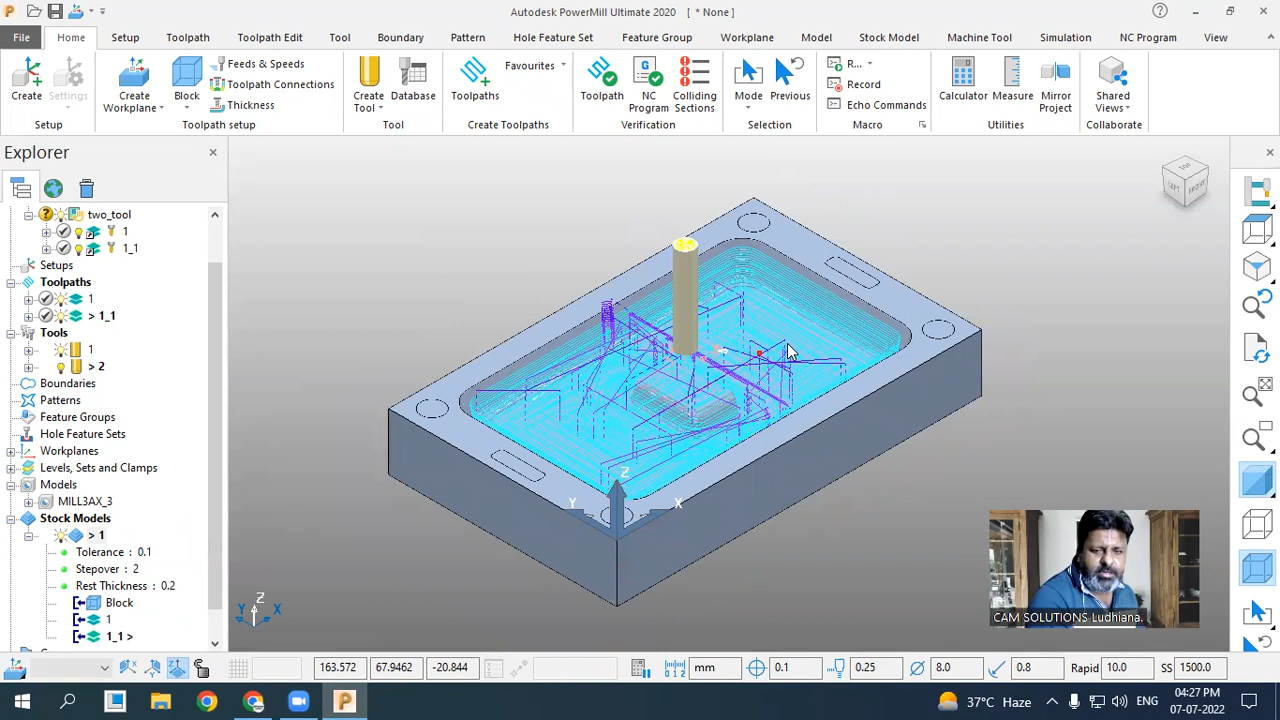 Autodesk PowerMill Ultimate 2020 [ * None ]
File Home Setup Toolpath Toolpath Edit Tool Boundary Pattern Hole Feature Set Feature Group Workplane Model Stock Model Machine Tool Simulation NC Program View
Create
Settings
Setup
Create Workplane
Block
Feeds & Speeds
Toolpath Connections
Thickness
Toolpath setup
Create Tool
Database
Tool
Toolpaths
Favourites
Create Toolpaths
Toolpath
NC Program
Colliding Sections
Verification
Mo...
Previous
Selection
R...
Record
Echo Commands
Macro
Calculator
Measure
Mirror Project
Utilities
Shared Views
Collaborate
Explorer
two_tool
1
1_1
Setups
Toolpaths
1
> 1_1
Tools
1
> 2
Boundaries
Patterns
Feature Groups
Hole Feature Sets
Workplanes
Levels, Sets and Clamps
Models
MILL3AX_3
Stock Models
> 1
Tolerance : 0.1
Stepover : 2
Rest Thickness : 0.2
Block
1
1_1 >
TOP
LEFT
FRONT
Z
Y
X
Z
Y
X
CAM SOLUTIONS Ludhiana.
163.572 67.9462 -20.844 mm 0.1 0.25 8.0 0.8 Rapid 10.0 SS 1500.0
37°C Haze
ENG
04:27 PM
07-07-2022